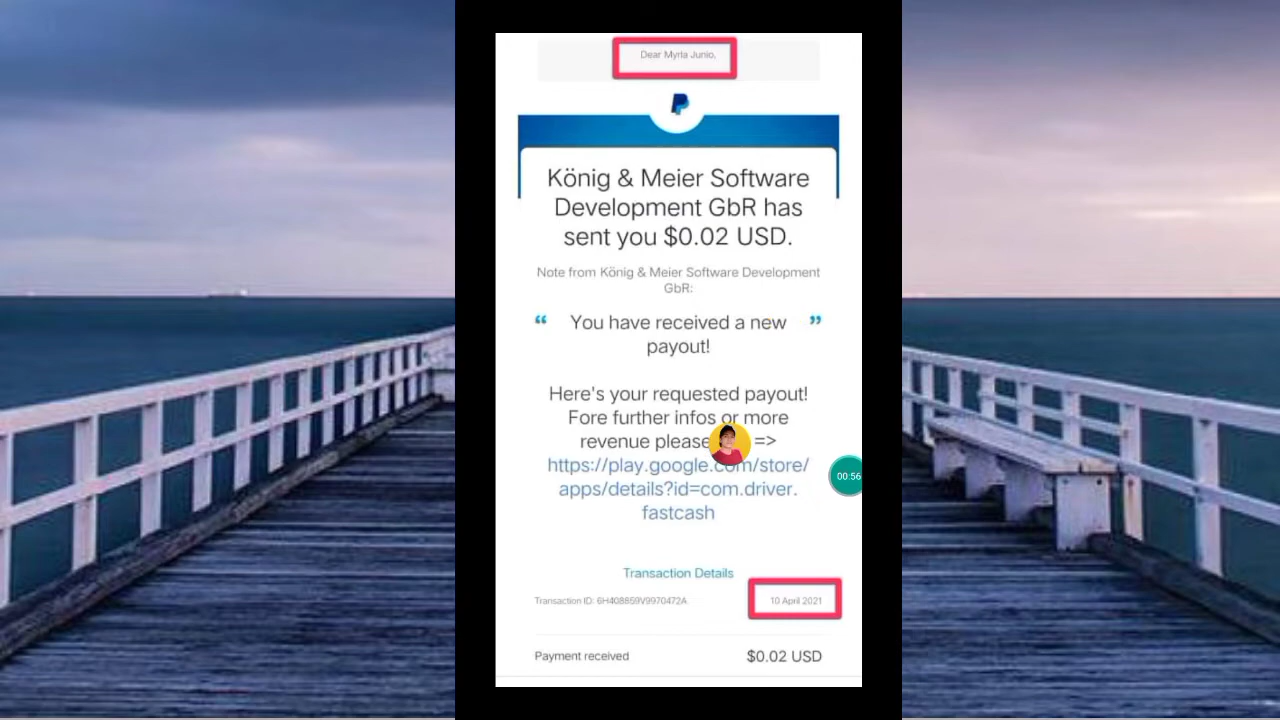 Dear Myrla Junio,
König & Meier Software
Development GbR has
sent you $0.02 USD.
Note from König & Meier Software Development
GbR:
“ You have received a new ”
payout!
Here's your requested payout!
Fore further infos or more
revenue please =>
https://play.google.com/store/
apps/details?id=com.driver.
fastcash
00:56
Transaction Details
Transaction ID: 6H408859V9970472A
10 April 2021
Payment received
$0.02 USD